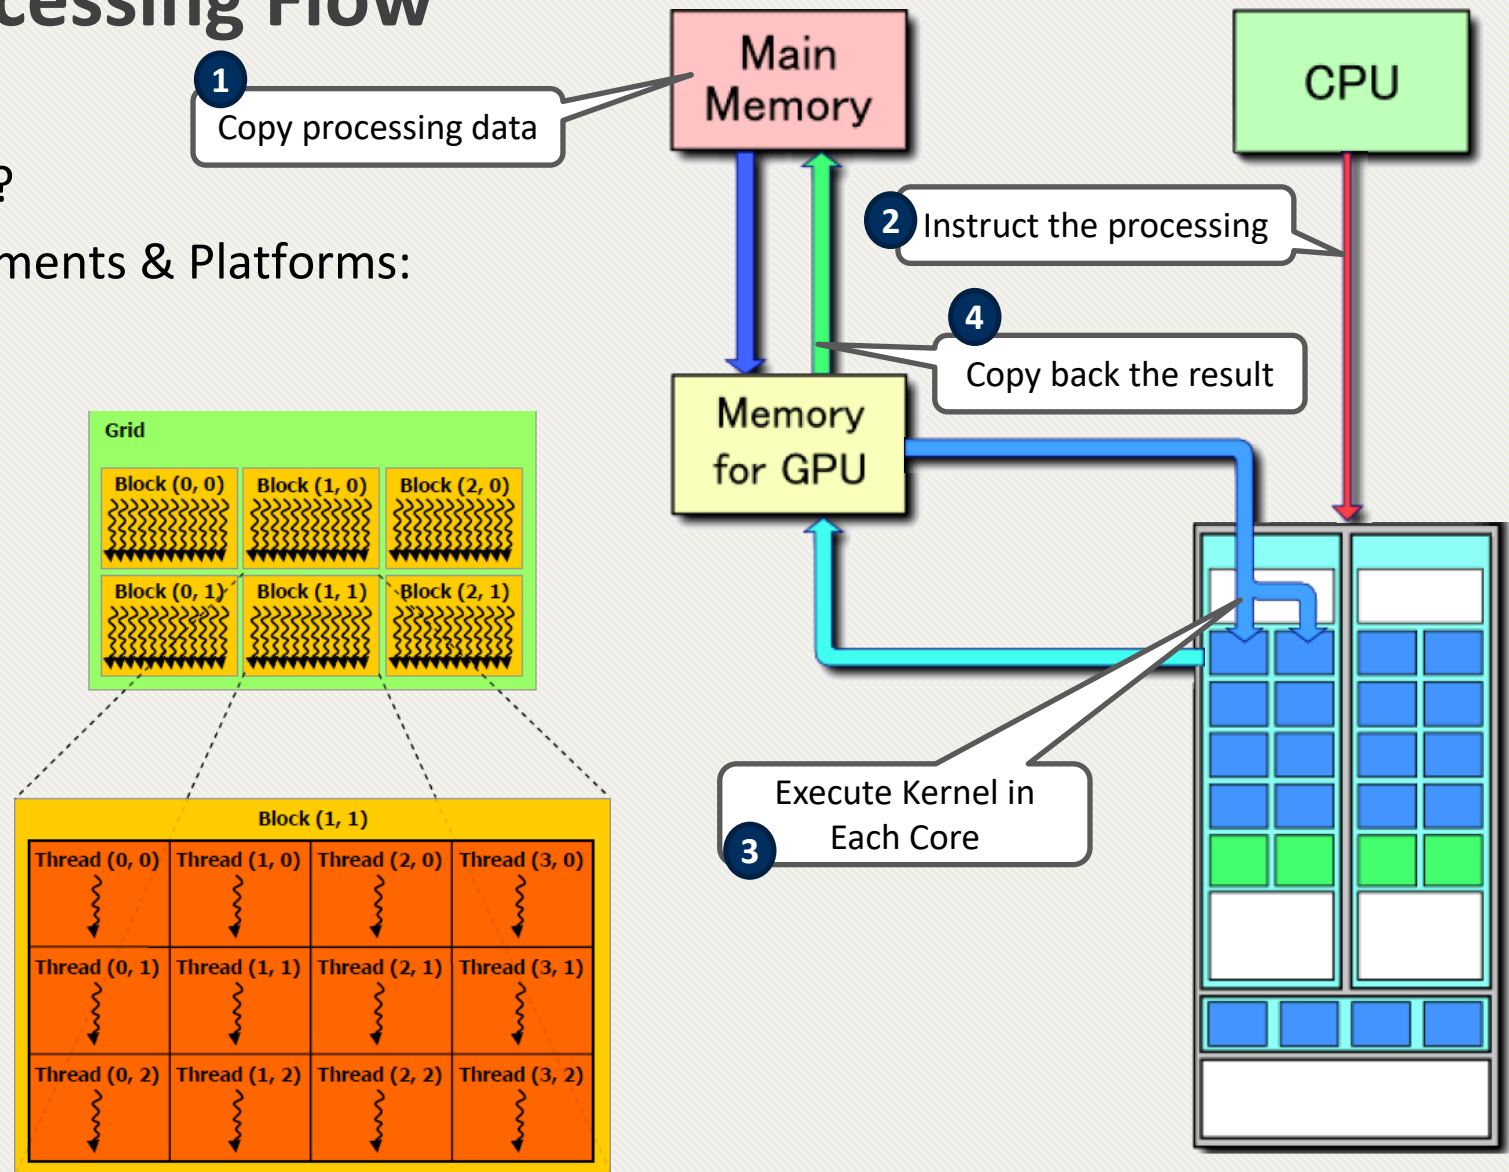 cessing Flow
?
ments & Platforms:
1
Copy processing data
Main
Memory
CPU
2
Instruct the processing
4
Copy back the result
Memory
for GPU
3
Execute Kernel in
Each Core
Grid
Block (0, 0) Block (1, 0) Block (2, 0)
Block (0, 1) Block (1, 1) Block (2, 1)
Block (1, 1)
Thread (0, 0) Thread (1, 0) Thread (2, 0) Thread (3, 0)
Thread (0, 1) Thread (1, 1) Thread (2, 1) Thread (3, 1)
Thread (0, 2) Thread (1, 2) Thread (2, 2) Thread (3, 2)